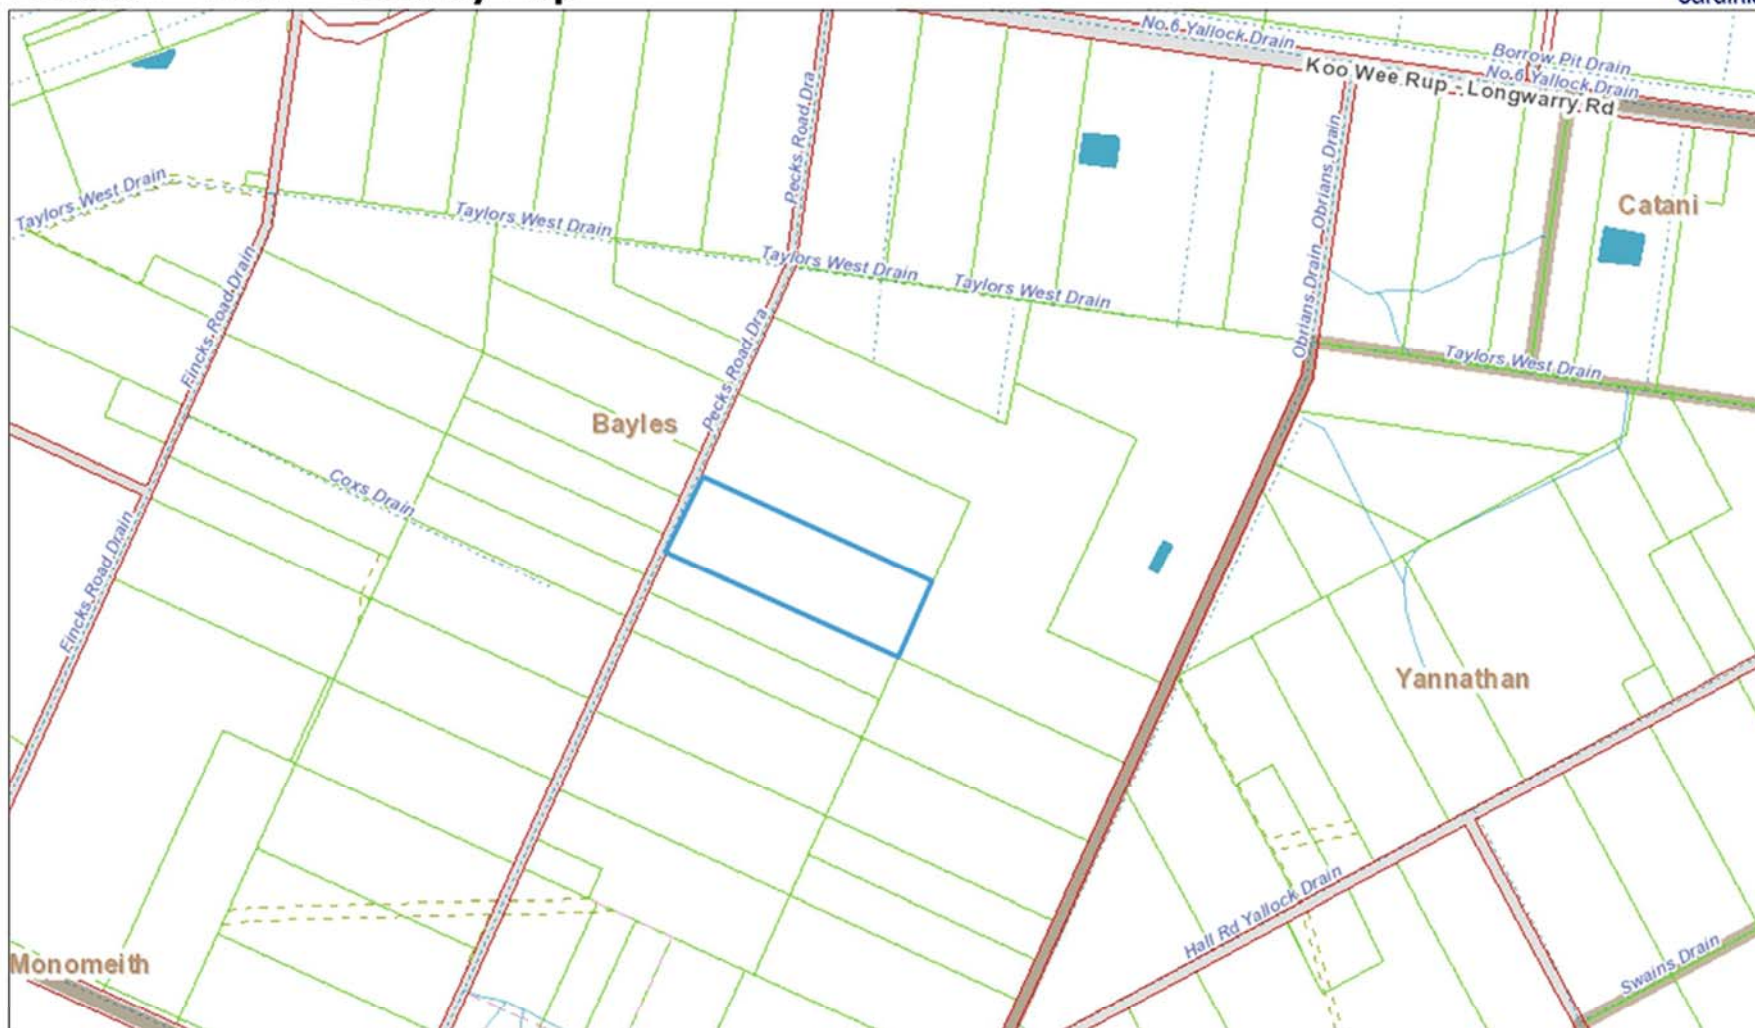 No.6 Yallock Drain
Borrow Pit Drain
Koo Wee Rup - Longwarry Rd
No.6 Yallock Drain
Pecks Road Dra
Obrians Drain
Taylors West Drain
Catani
Taylors West Drain
Taylors West Drain
Taylors West Drain
Fincks Road Drain
Obrians Drain
Taylors West Drain
Pecks Road Dra
Bayles
Coxs Drain
Fincks Road Drain
Yannathan
Hall Rd Yallock Drain
Swains Drain
Monomeith